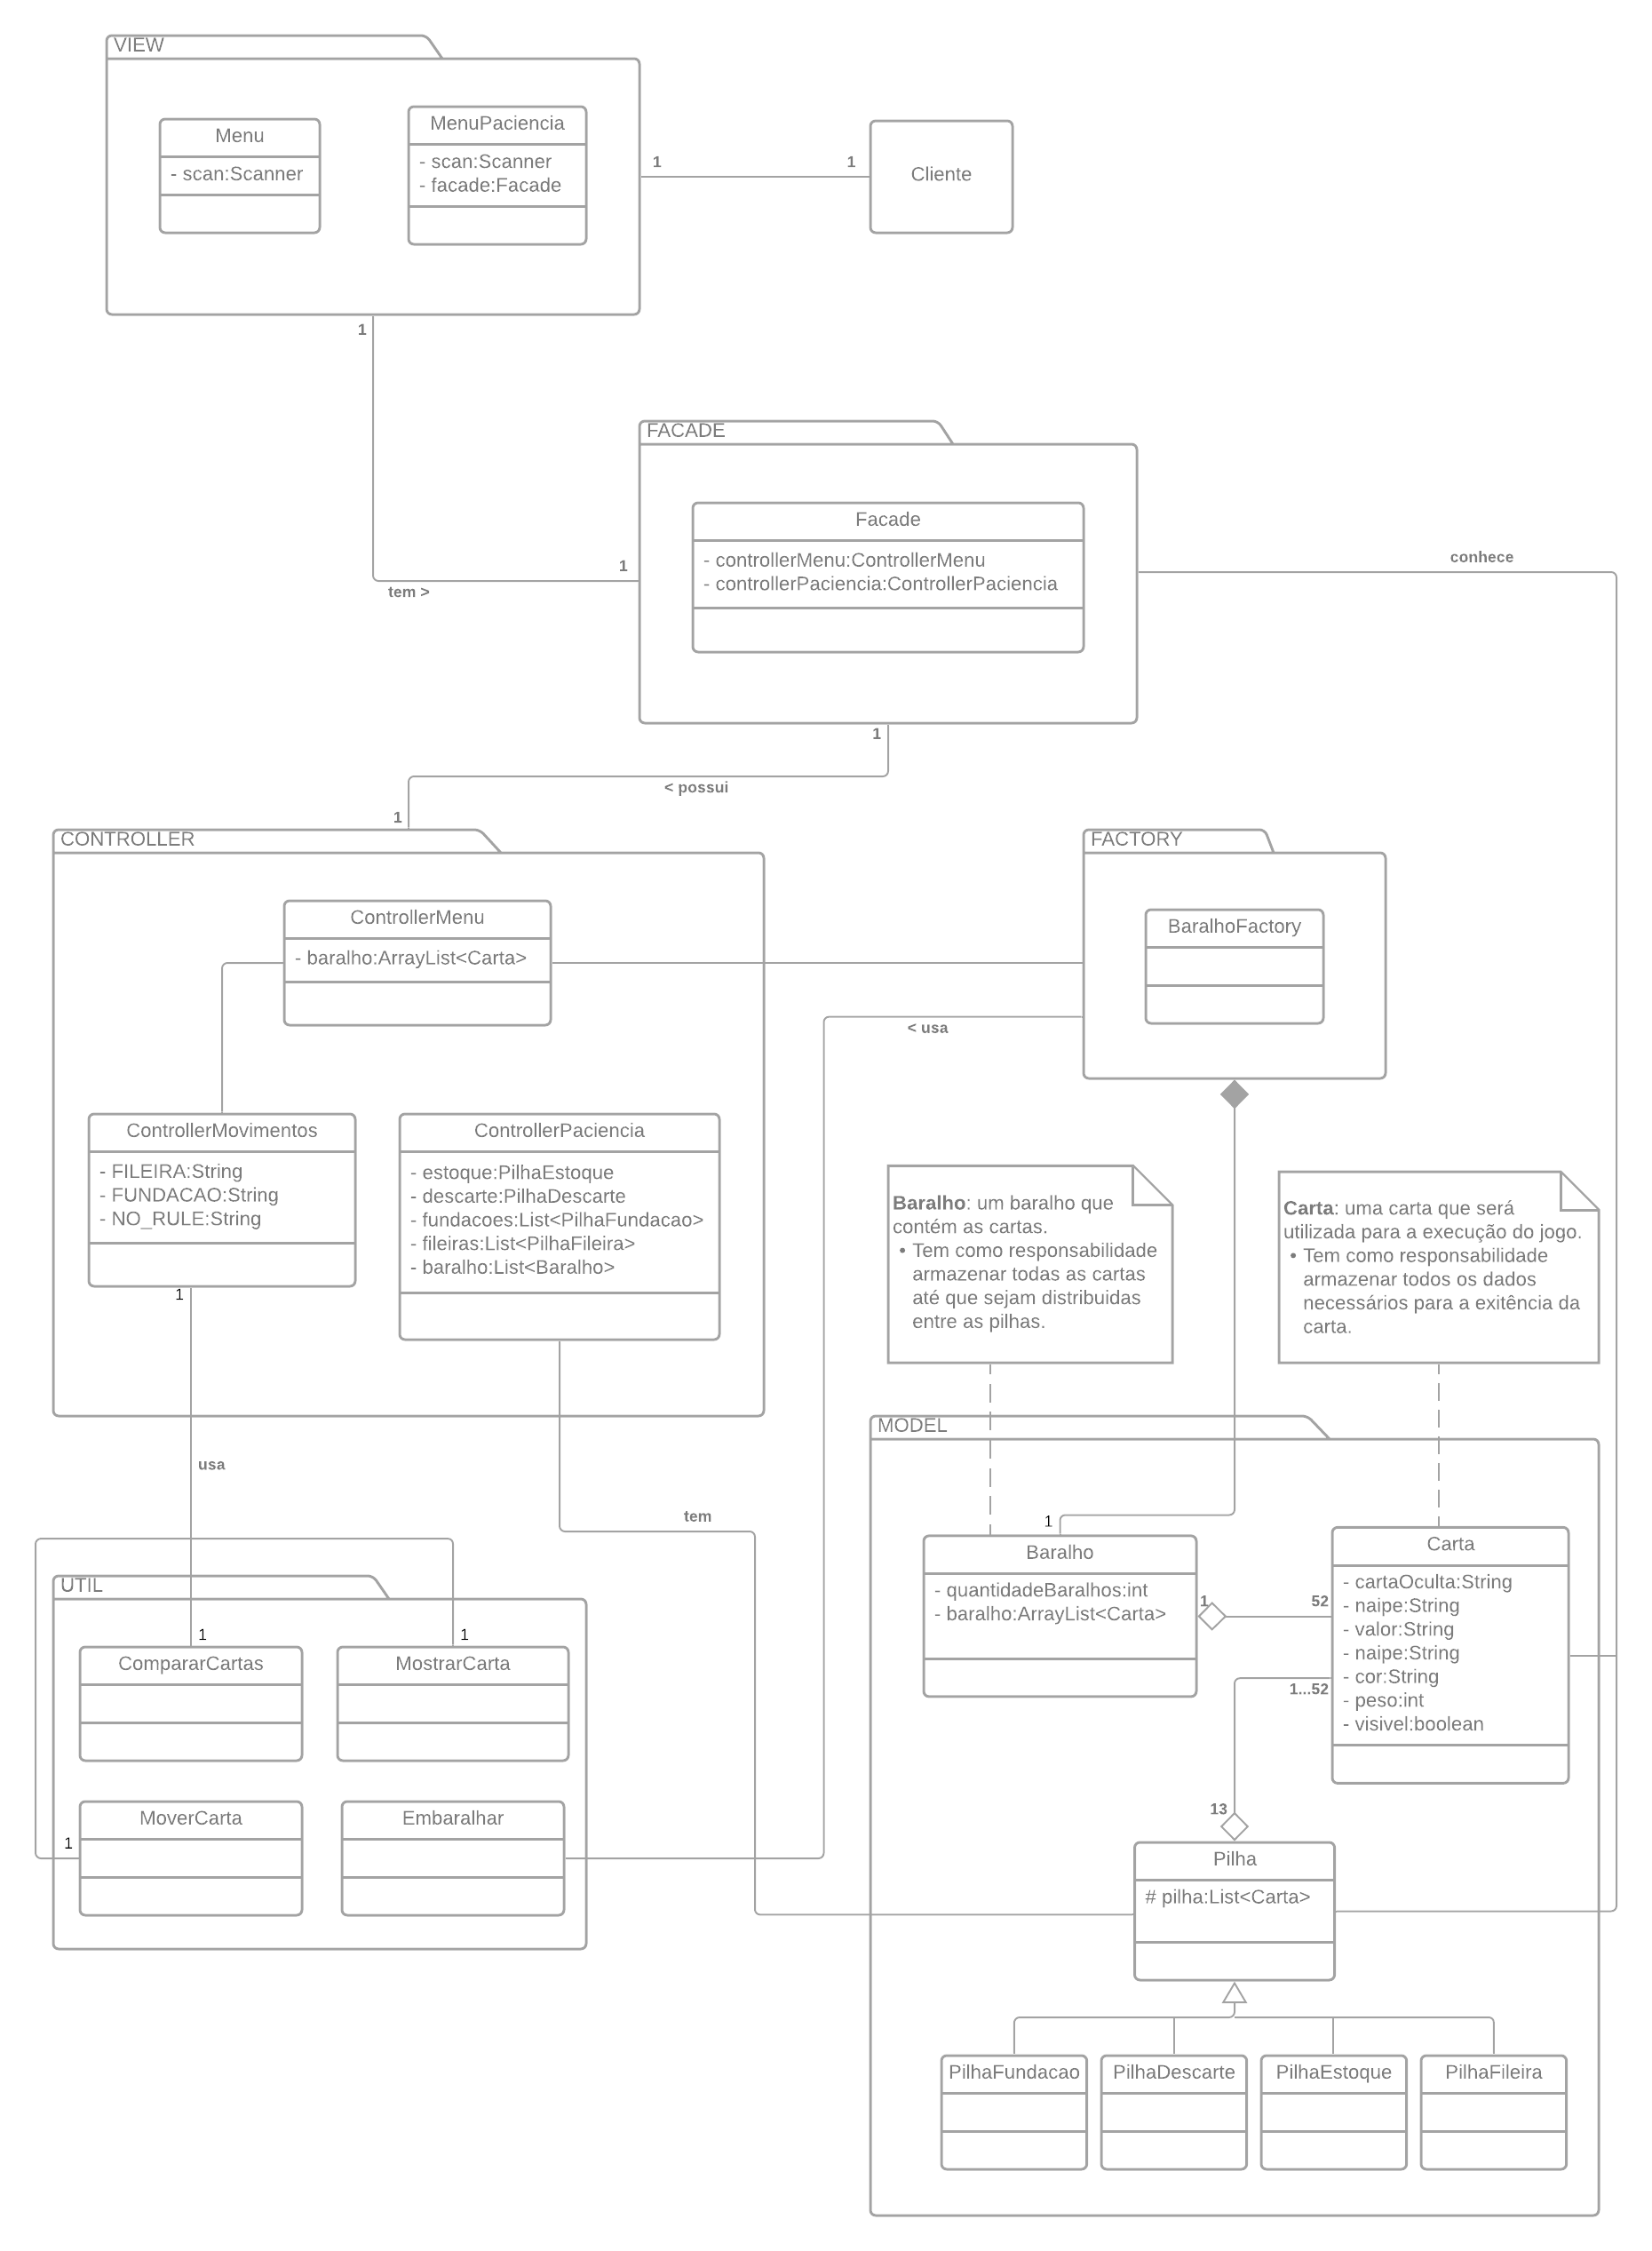 VIEW
Menu
- scan:Scanner
MenuPaciencia
- scan:Scanner
- facade:Facade
1
1
Cliente
1
FACADE
Facade
- controllerMenu:ControllerMenu
- controllerPaciencia:ControllerPaciencia
1
tem >
conhece
1
< possui
1
CONTROLLER
ControllerMenu
- baralho:ArrayList<Carta>
FACTORY
BaralhoFactory
< usa
ControllerMovimentos
- FILEIRA:String
- FUNDACAO:String
- NO_RULE:String
1
ControllerPaciencia
- estoque:PilhaEstoque
- descarte:PilhaDescarte
- fundacoes:List<PilhaFundacao>
- fileiras:List<PilhaFileira>
- baralho:List<Baralho>
Baralho: um baralho que
contém as cartas.
• Tem como responsabilidade
armazenar todas as cartas
até que sejam distribuidas
entre as pilhas.
Carta: uma carta que será
utilizada para a execução do jogo.
• Tem como responsabilidade
armazenar todos os dados
necessários para a exitência da
carta.
usa
tem
MODEL
1
Baralho
- quantidadeBaralhos:int
- baralho:ArrayList<Carta>
1
52
Carta
- cartaOculta:String
- naipe:String
- valor:String
- naipe:String
- cor:String
- peso:int
- visivel:boolean
1...52
UTIL
1
1
CompararCartas
MostrarCarta
MoverCarta
1
Embaralhar
13
Pilha
# pilha:List<Carta>
PilhaFundacao
PilhaDescarte
PilhaEstoque
PilhaFileira